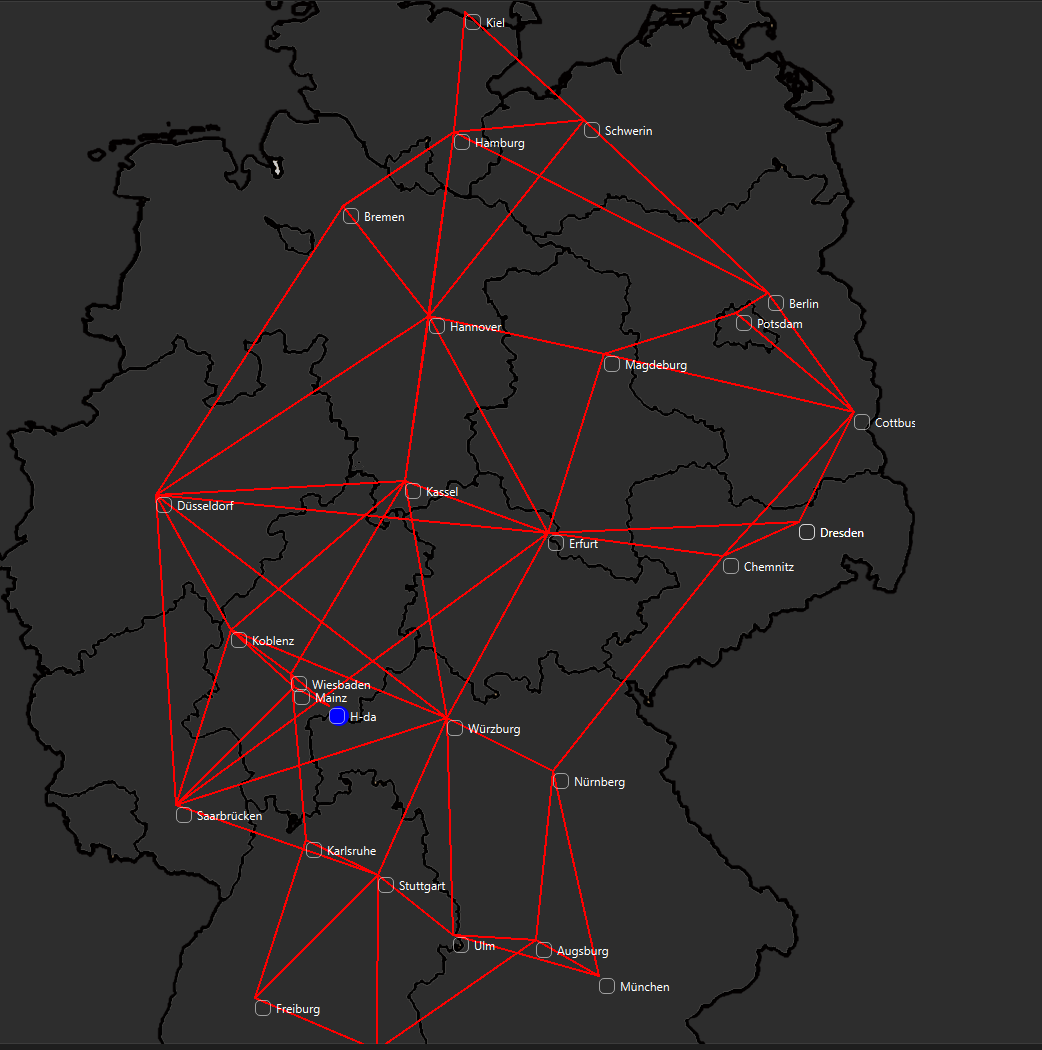 Kiel
Schwerin
Hamburg
Bremen
Berlin
Potsdam
Hannover
Magdeburg
Cottbus
Kassel
Düsseldorf
Dresden
Erfurt
Chemnitz
Koblenz
Wiesbaden
Mainz
H-da
Würzburg
Nürnberg
Saarbrücken
Karlsruhe
Stuttgart
Ulm
Augsburg
München
Freiburg